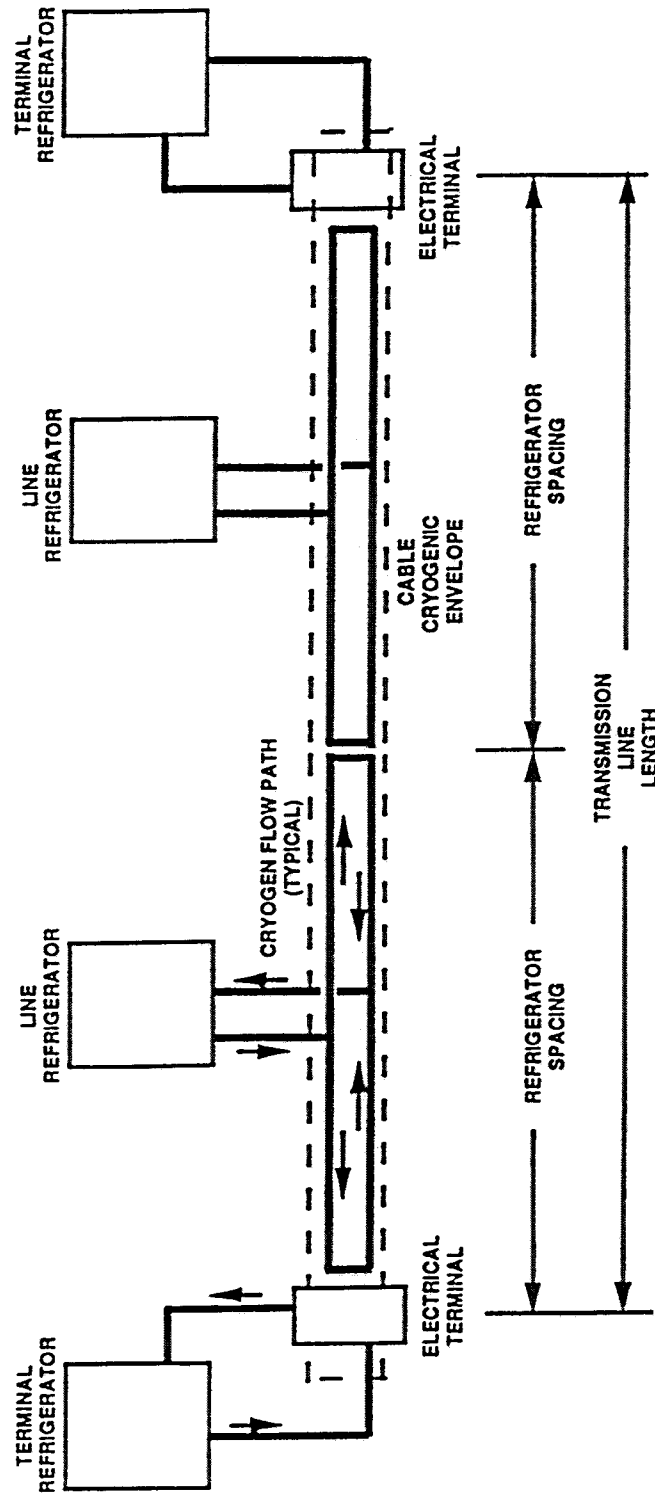 TERMINAL
REFRIGERATOR
LINE
REFRIGERATOR
LINE
REFRIGERATOR
TERMINAL
REFRIGERATOR
CRYOGEN FLOW PATH
(TYPICAL)
ELECTRICAL
TERMINAL
CABLE
CRYOGENIC
ENVELOPE
ELECTRICAL
TERMINAL
REFRIGERATOR
SPACING
REFRIGERATOR
SPACING
TRANSMISSION
LINE
LENGTH